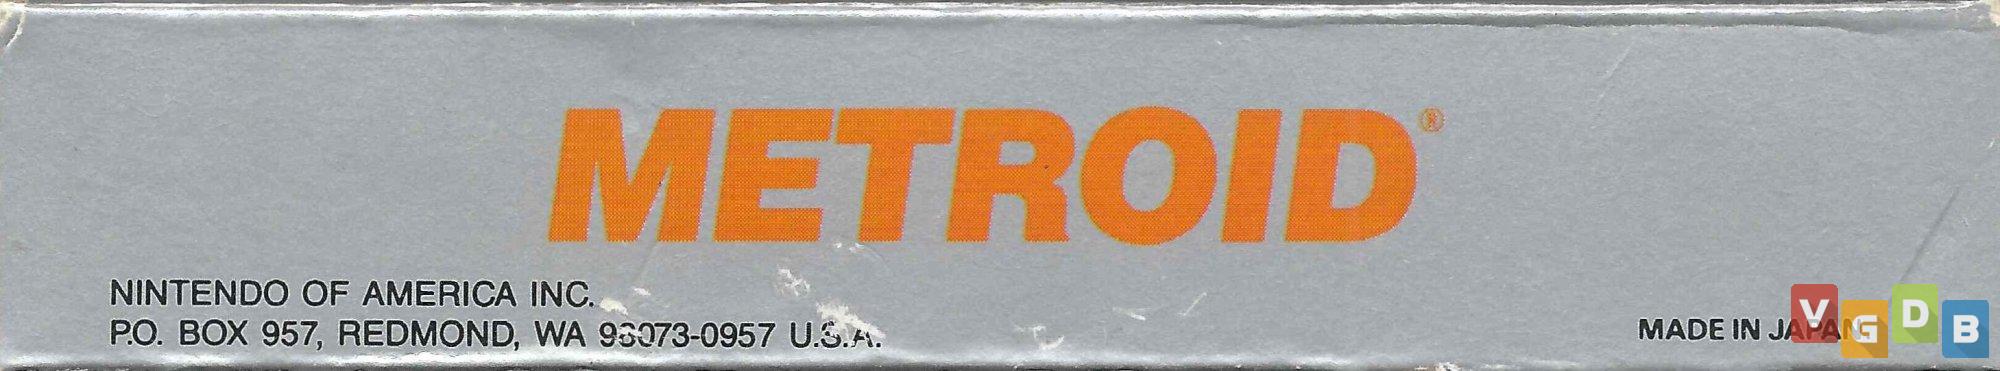 METROID®
NINTENDO OF AMERICA INC.
P.O. BOX 957, REDMOND, WA 98073-0957 U.S.A.
MADE IN JAPAN
VGDB